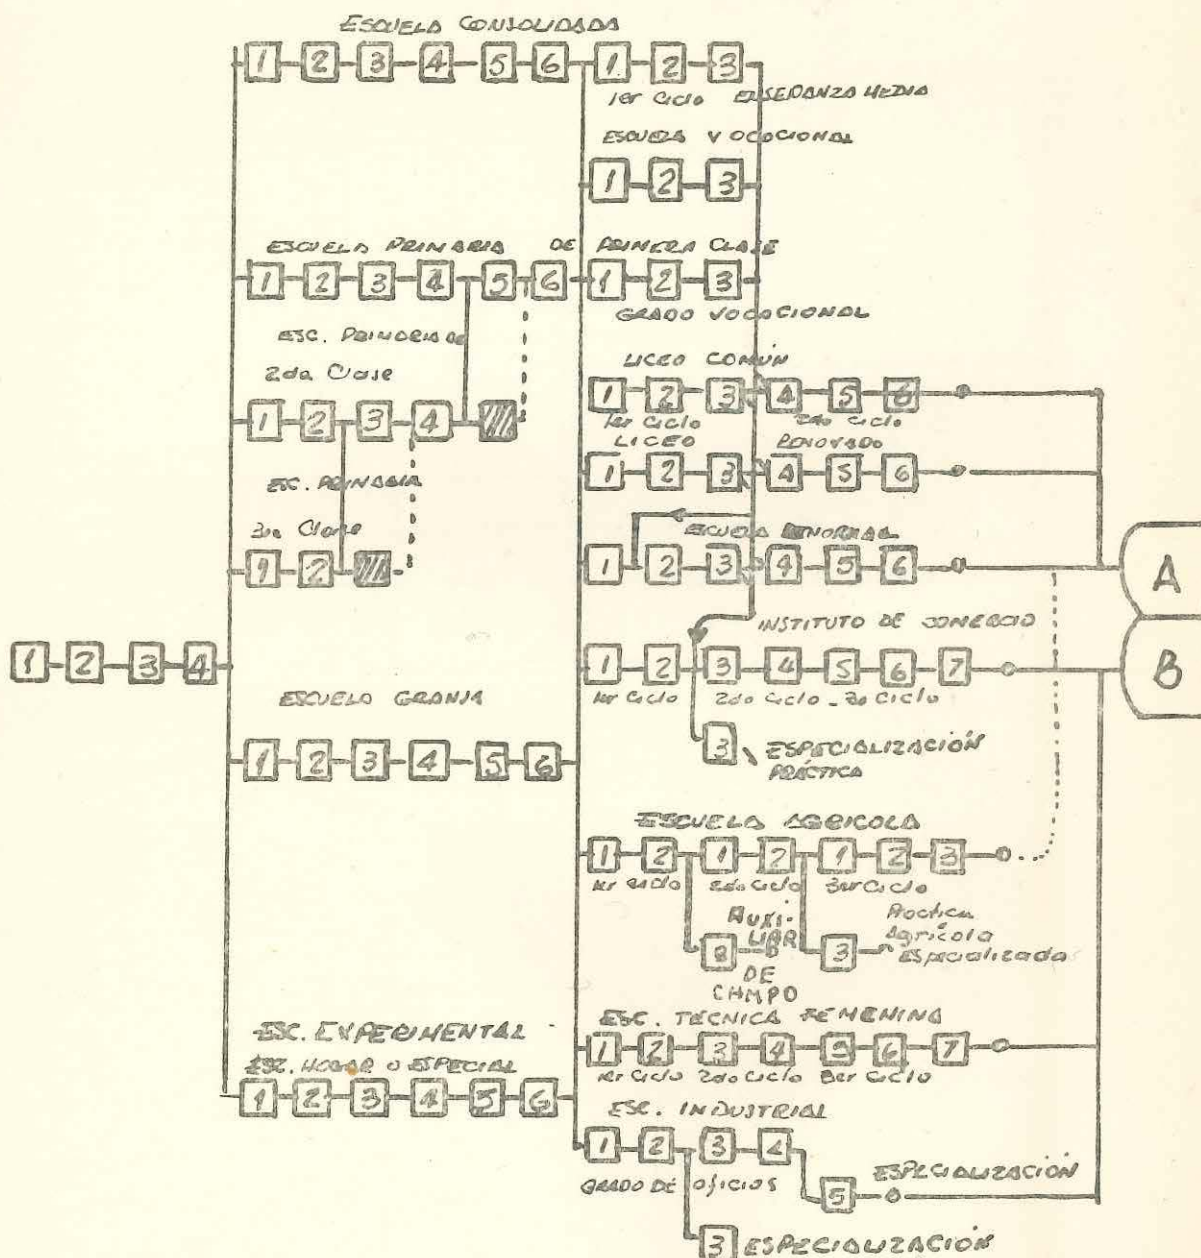 ESCUELA CONSOLIDADA
1 2 3 4 5 6 1 2 3
1er Ciclo ENSEÑANZA MEDIA
ESCUELA VOCACIONAL
1 2 3
ESCUELA PRIMARIA DE PRIMERA CLASE
1 2 3 4 5 6 1 2 3
GRADO VOCACIONAL
ESC. PRIMARIA DE
2da Clase
LICEO COMÚN
1 2 3 4 5 6
1er Ciclo 2do Ciclo
1 2 3 4
LICEO RENOVADO
1 2 3 4 5 6
ESC. PRIMARIA
3ra Clase
ESCUELA NORMAL
1 2
1 2 3 4 5 6
A
INSTITUTO DE COMERCIO
1 2 3 4
1 2 3 4 5 6 7
B
1er Ciclo 2do Ciclo - 3o Ciclo
ESCUELA GRANJA
1 2 3 4 5 6
3 ESPECIALIZACIÓN
PRÁCTICA
ESCUELA AGRICOLA
1 2 1 2 1 2 3
1er Ciclo 2do Ciclo 3er Ciclo
AUXI-
LIAR
DE
CAMPO
3 Práctica
Agrícola
Especializada
ESC. EXPERIMENTAL
ESC. HOGAR O ESPECIAL
1 2 3 4 5 6
ESC. TÉCNICA FEMENINA
1 2 3 4 5 6 7
1er Ciclo 2do Ciclo 3er Ciclo
ESC. INDUSTRIAL
1 2 3 4
GRADO DE OFICIOS
5 ESPECIALIZACIÓN
3 ESPECIALIZACIÓN